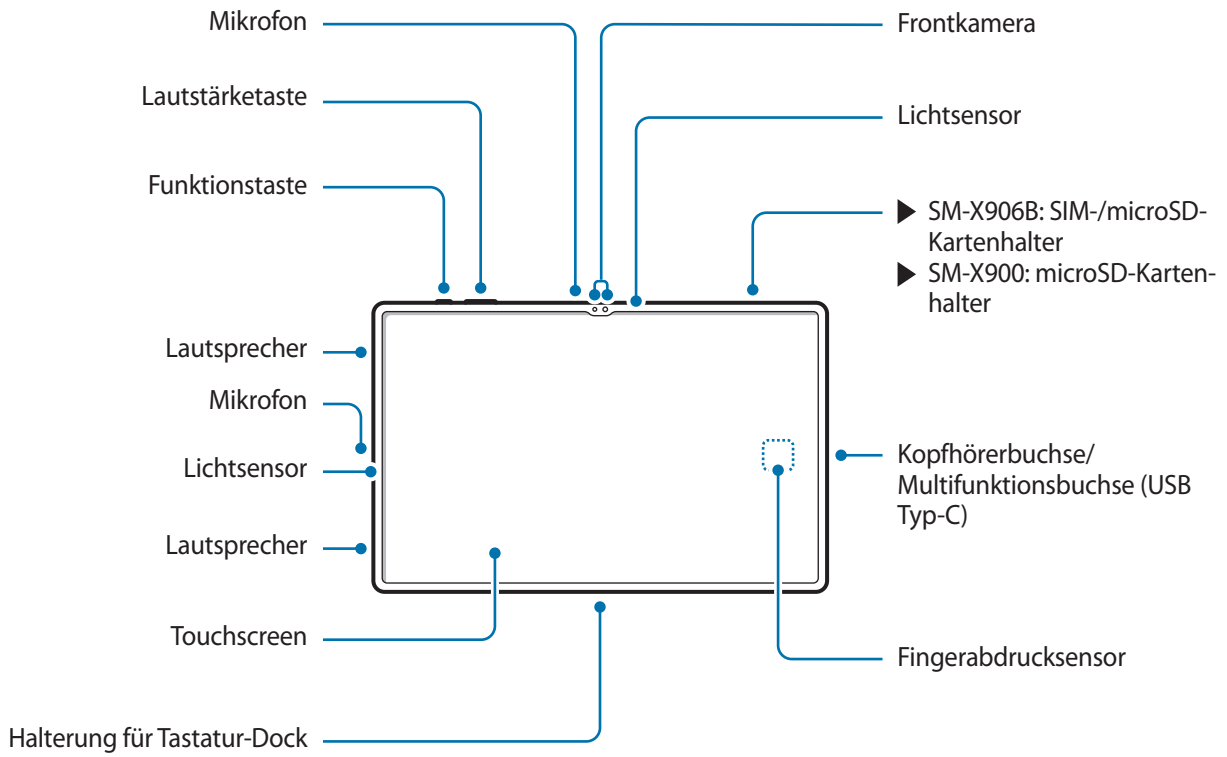 Mikrofon
Lautstärketaste
Funktionstaste
Lautsprecher
Mikrofon
Lichtsensor
Lautsprecher
Touchscreen
Halterung für Tastatur-Dock
Frontkamera
Lichtsensor
SM-X906B: SIM-/microSD-
Kartenhalter
SM-X900: microSD-Karten-
halter
Kopfhörerbuchse/
Multifunktionsbuchse (USB
Typ-C)
Fingerabdrucksensor